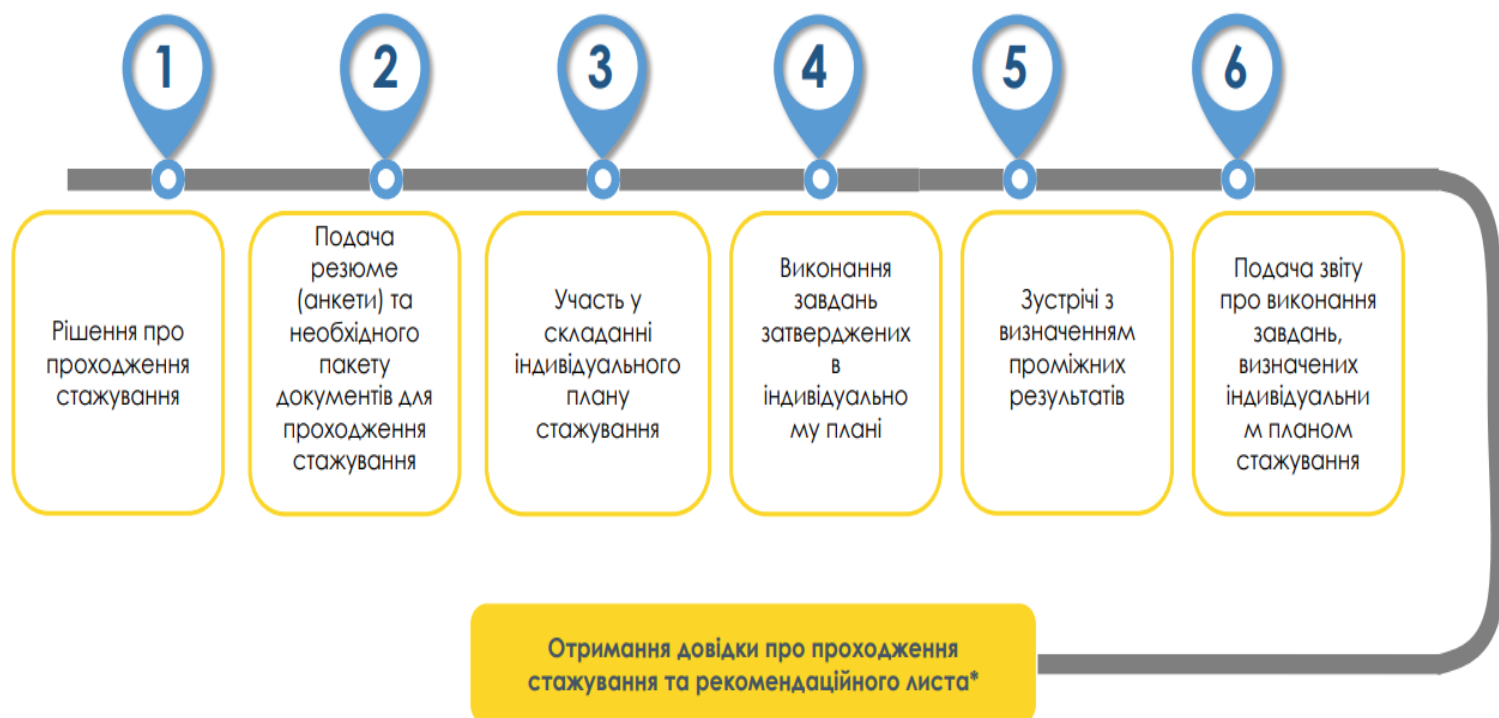 1
2
3
4
5
6
Рішення про
проходження
стажування
Подача
резюме
(анкети) та
необхідного
пакету
документів для
проходження
стажування
Участь у
складанні
індивідуального
плану
стажування
Виконання
завдань
затверджених
в
індивідуально
му плані
Зустрічі з
визначенням
проміжних
результатів
Подача звіту
про виконання
завдань,
визначених
індивідуальни
м планом
стажування
Отримання довідки про проходження
стажування та рекомендаційного листа*